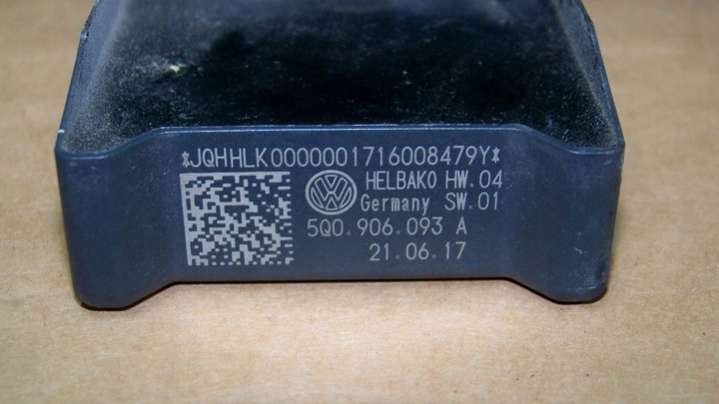 *JQHHLK0000001716008479Y*
HELBAKO HW.04
Germany SW.01
5Q0.906.093 A
21.06.17